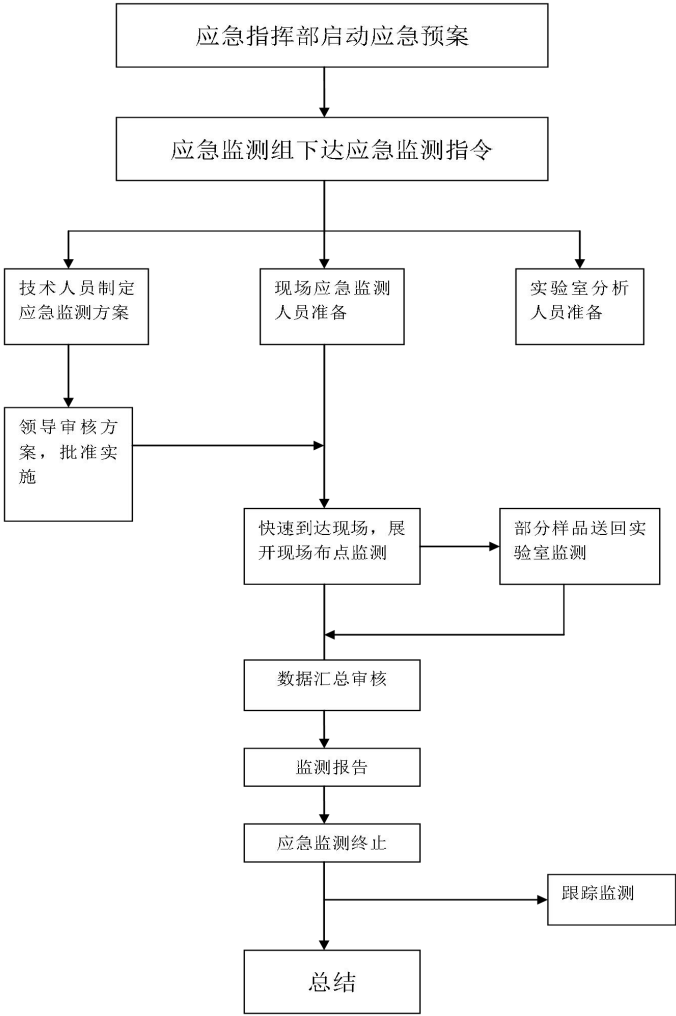 应急指挥部启动应急预案
应急监测组下达应急监测指令
技术人员制定
应急监测方案
现场应急监测
人员准备
实验室分析
人员准备
领导审核方
案，批准实
施
快速到达现场，展
开现场布点监测
部分样品送回实
验室监测
数据汇总审核
监测报告
应急监测终止
跟踪监测
总结